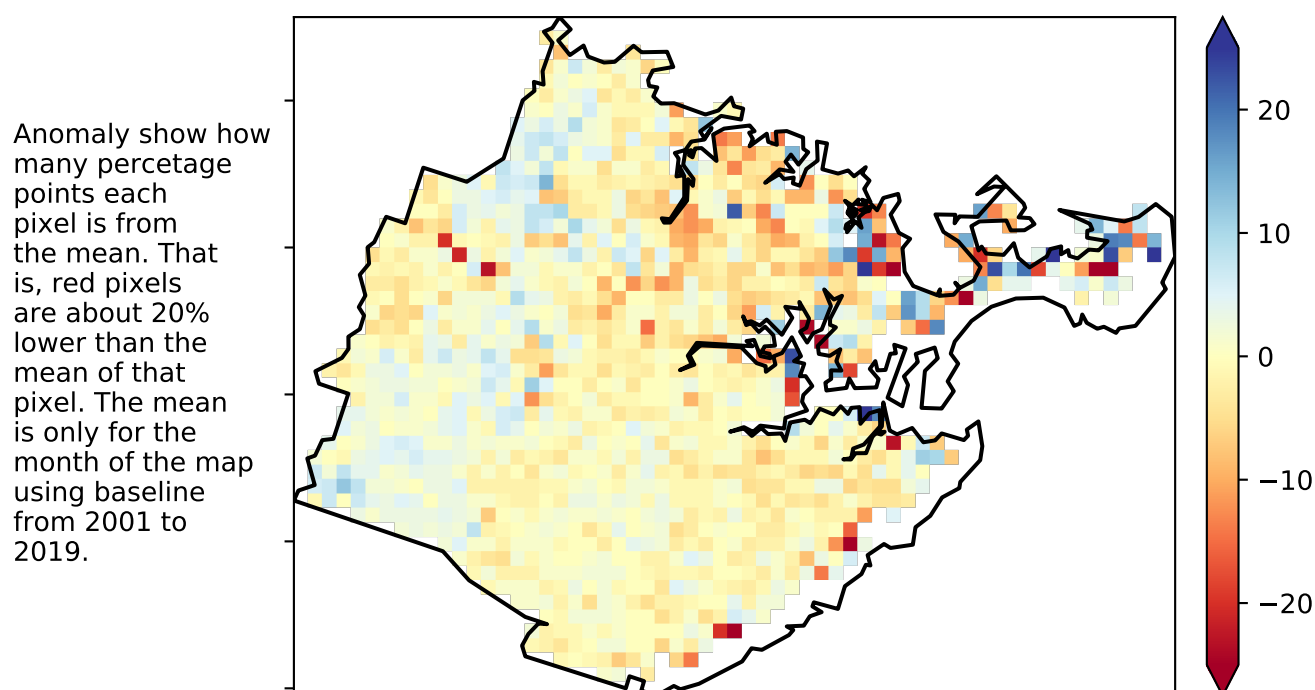 Anomaly show how
many percetage
points each
pixel is from
the mean. That
is, red pixels
are about 20%
lower than the
mean of that
pixel. The mean
is only for the
month of the map
using baseline
from 2001 to
2019.
20
10
0
−10
−20